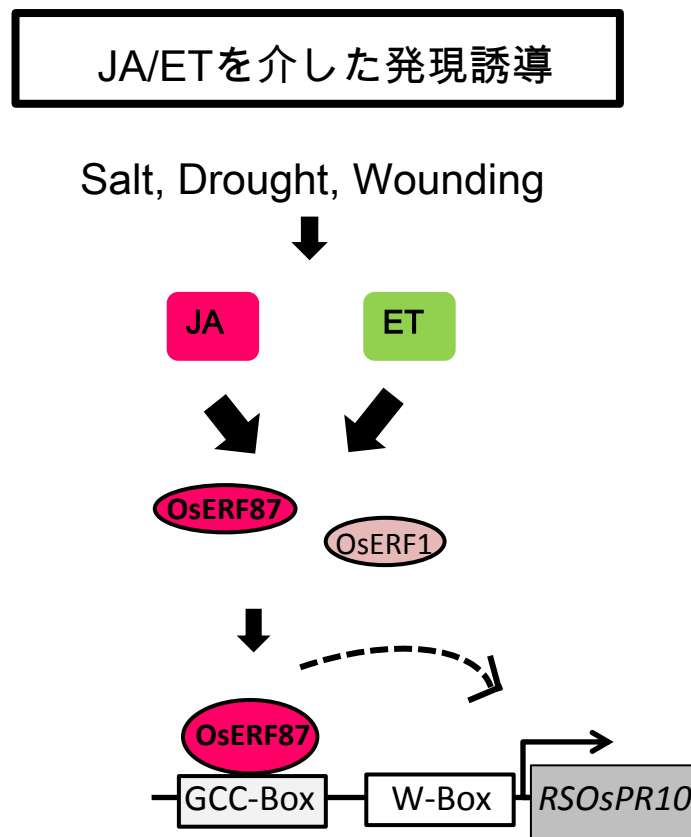 JA/ETを介した発現誘導
Salt, Drought, Wounding
JA ET
OsERF87
OsERF1
OsERF87
GCC-Box W-Box RSOsPR10